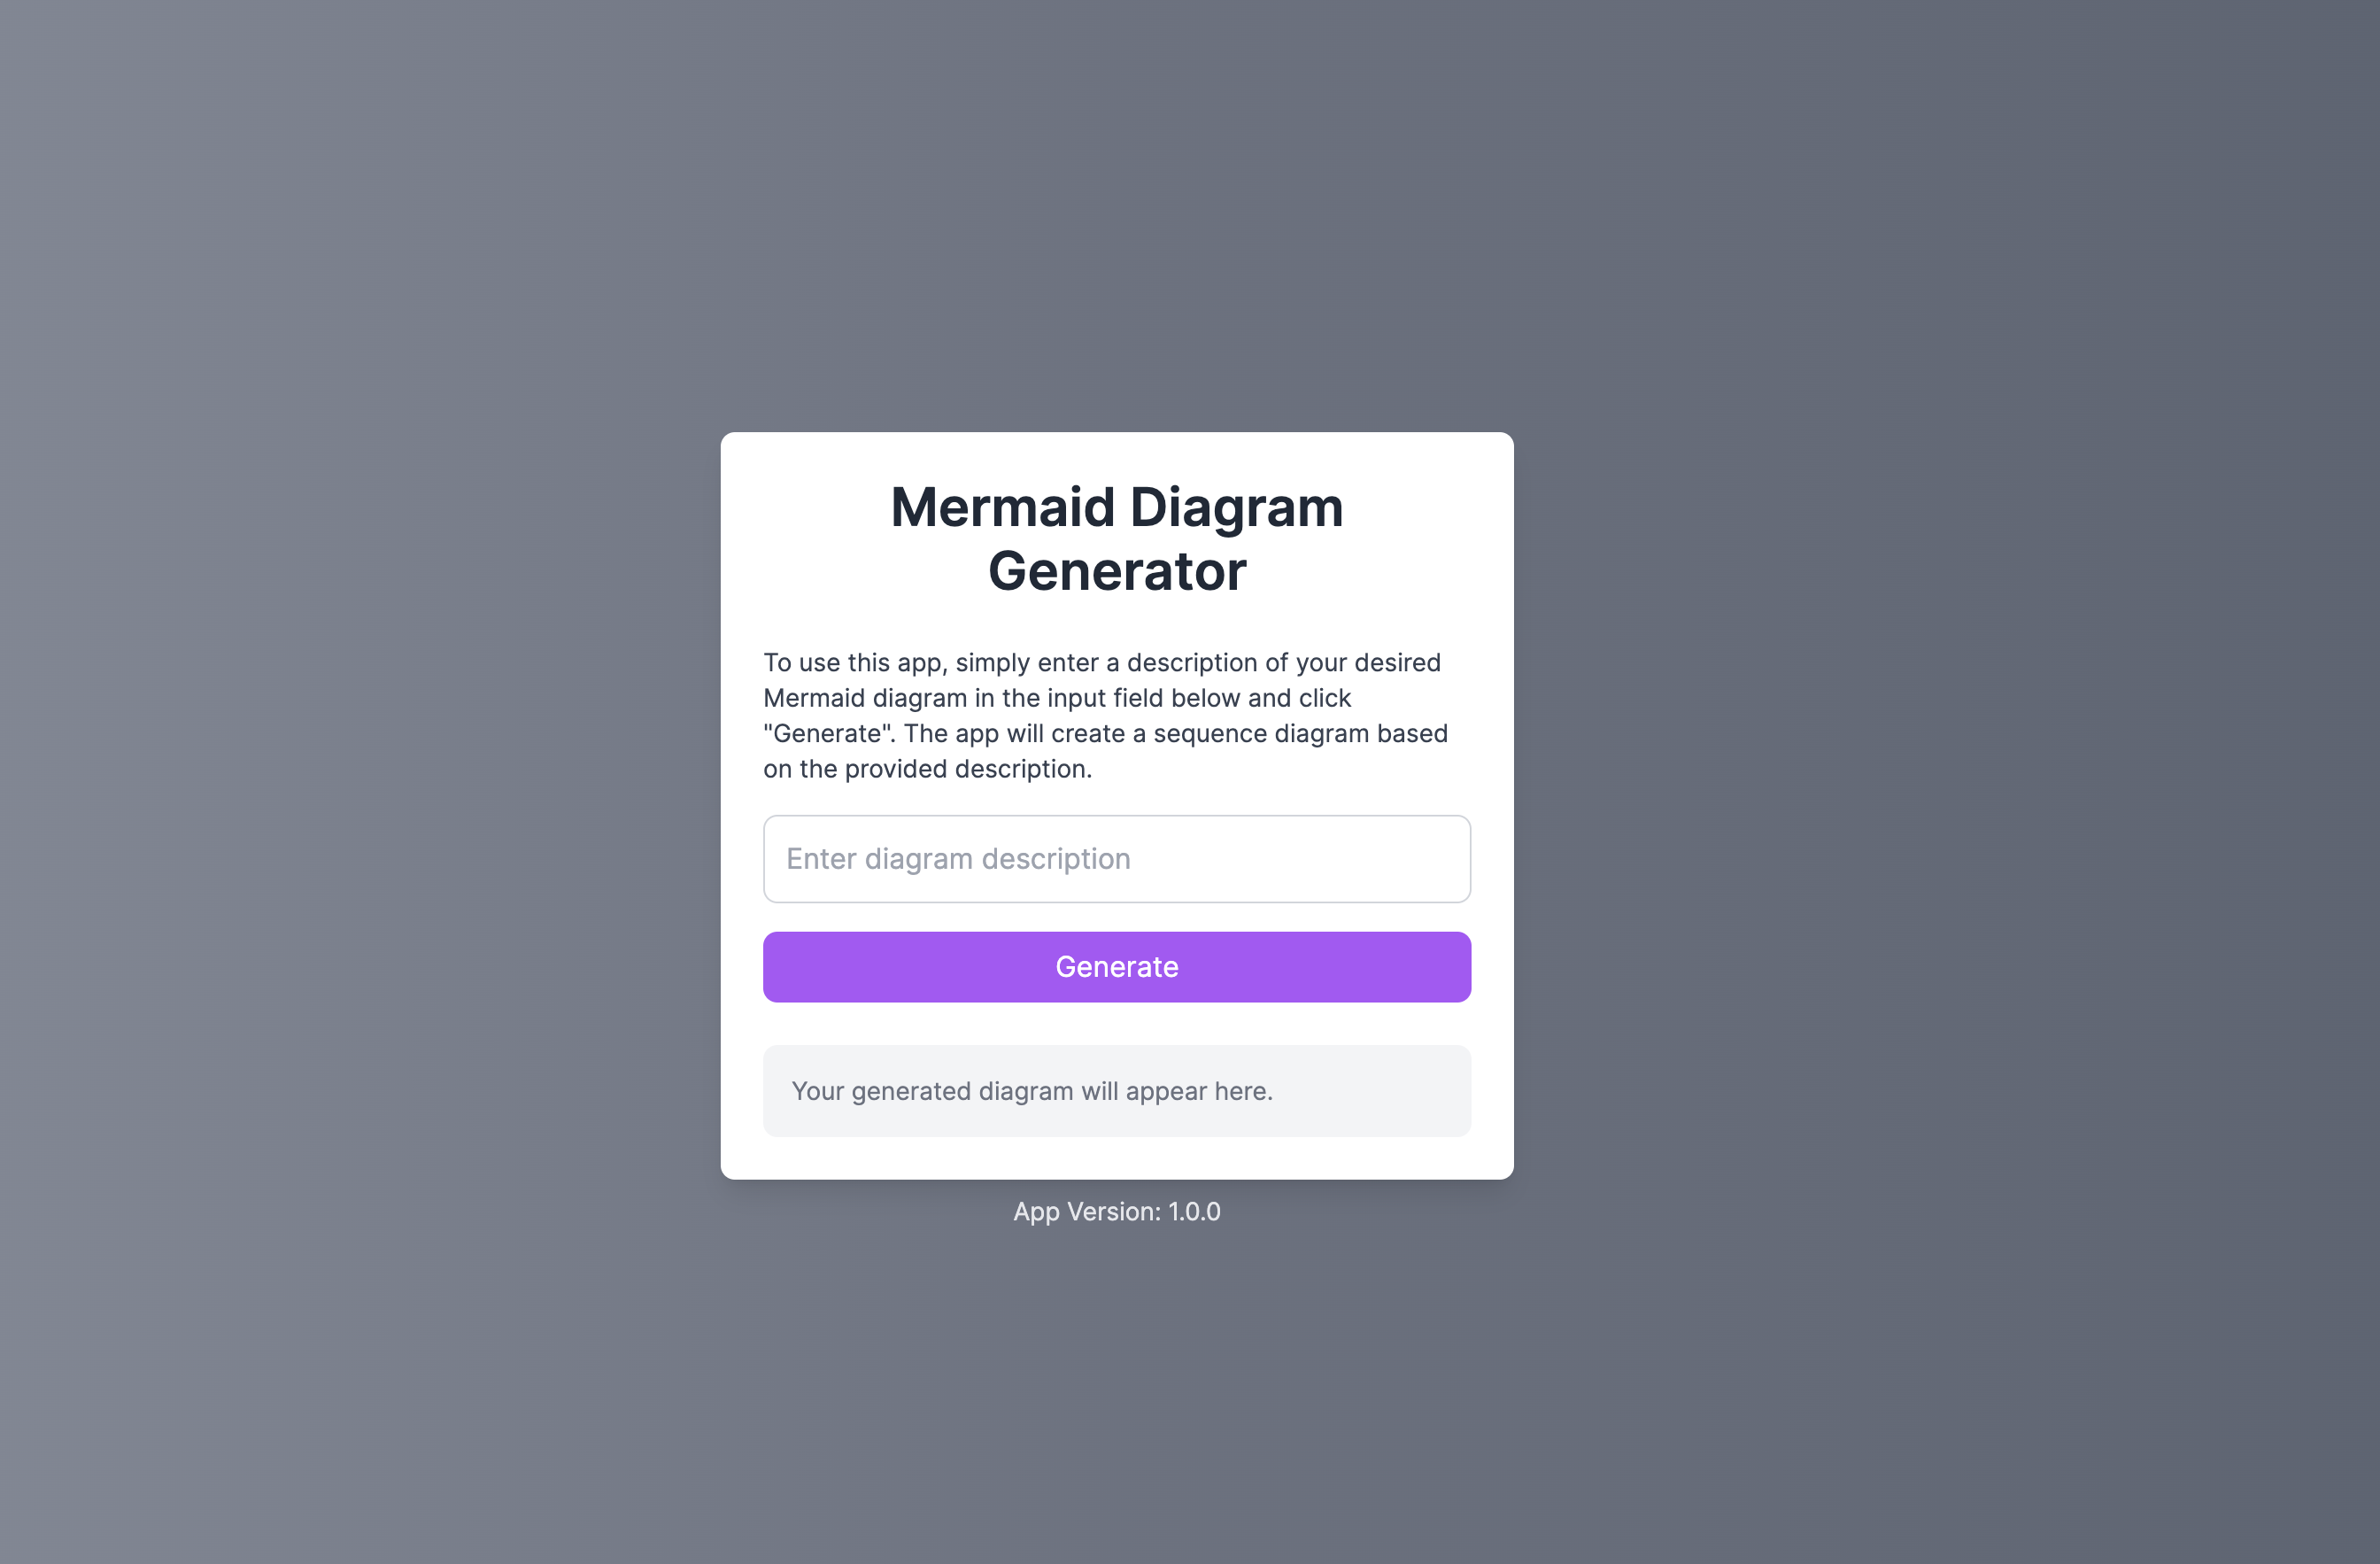 Mermaid Diagram
Generator
To use this app, simply enter a description of your desired
Mermaid diagram in the input field below and click
"Generate". The app will create a sequence diagram based
on the provided description.
Enter diagram description
Generate
Your generated diagram will appear here.
App Version: 1.0.0